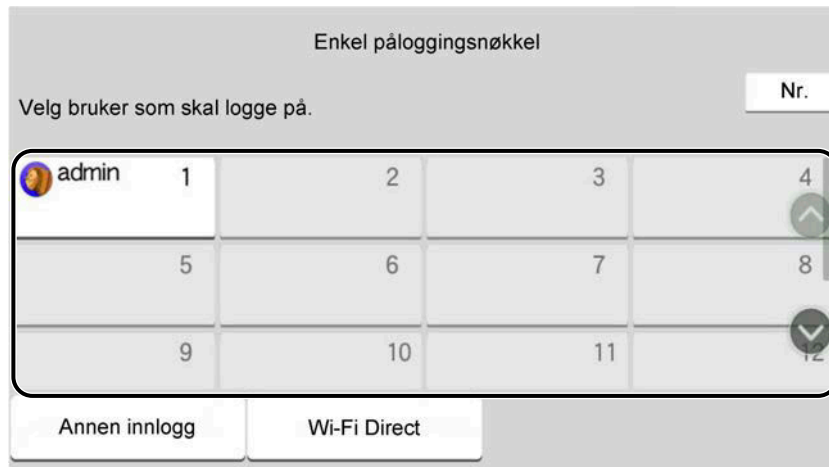 Enkel påloggingsnøkkel
Nr.
Velg bruker som skal logge på.
admin 1 2 3 4
5 6 7 8
9 10 11 12
Annen innlogg Wi-Fi Direct